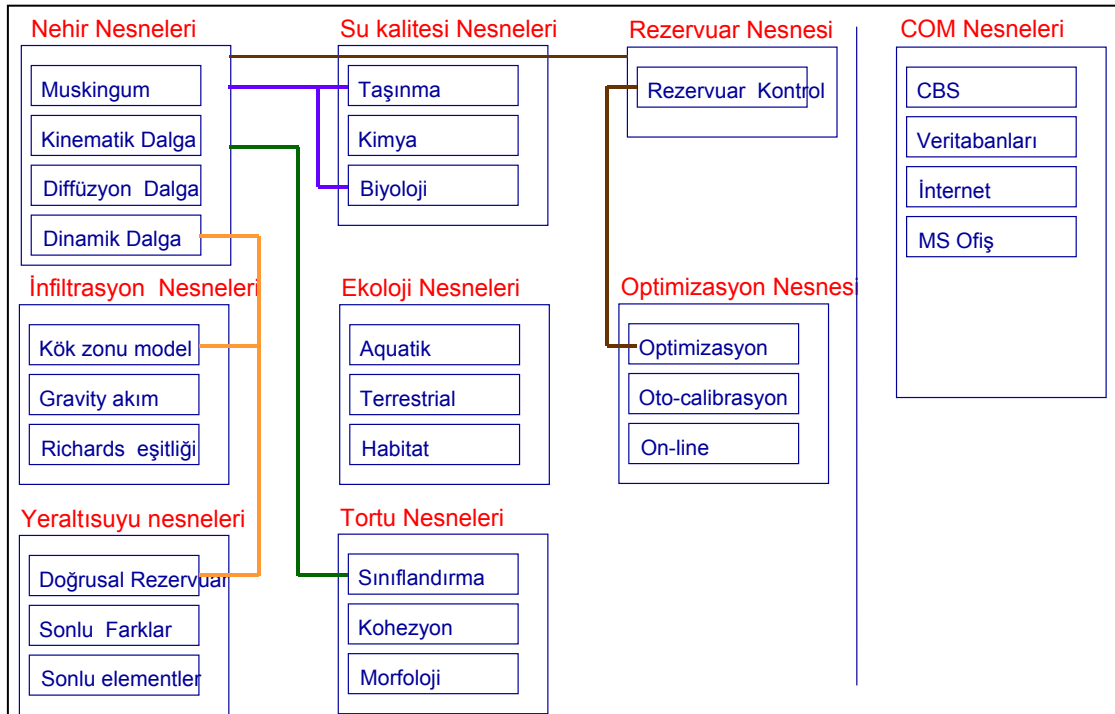 Nehir Nesneleri
Muskingum
Kinematik Dalga
Diffüzyon Dalga
Dinamik Dalga
Su kalitesi Nesneleri
Taşınma
Kimya
Biyoloji
Rezervuar Nesnesi
Rezervuar Kontrol
COM Nesneleri
CBS
Veritabanları
İnternet
MS Ofiş
İnfiltrasyon Nesneleri
Kök zonu model
Gravity akım
Richards eşitliği
Ekoloji Nesneleri
Aquatik
Terrestrial
Habitat
Optimizasyon Nesnesi
Optimizasyon
Oto-calibrasyon
On-line
Yeraltısuyu nesneleri
Doğrusal Rezervuar
Sonlu Farklar
Sonlu elementler
Tortu Nesneleri
Sınıflandırma
Kohezyon
Morfoloji